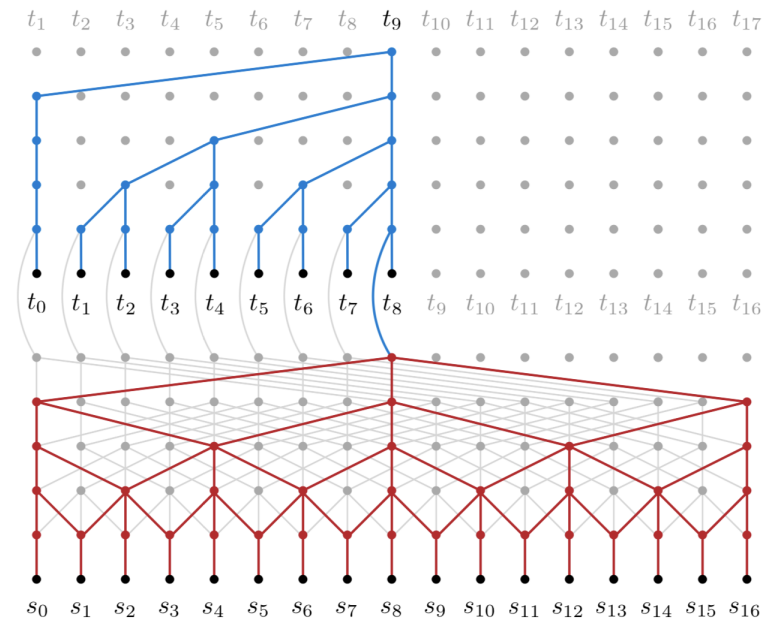 t₁ t₂ t₃ t₄ t₅ t₆ t₇ t₈ t₉ t₁₀ t₁₁ t₁₂ t₁₃ t₁₄ t₁₅ t₁₆ t₁₇
t₀ t₁ t₂ t₃ t₄ t₅ t₆ t₇ t₈ t₉ t₁₀ t₁₁ t₁₂ t₁₃ t₁₄ t₁₅ t₁₆
s₀ s₁ s₂ s₃ s₄ s₅ s₆ s₇ s₈ s₉ s₁₀ s₁₁ s₁₂ s₁₃ s₁₄ s₁₅ s₁₆